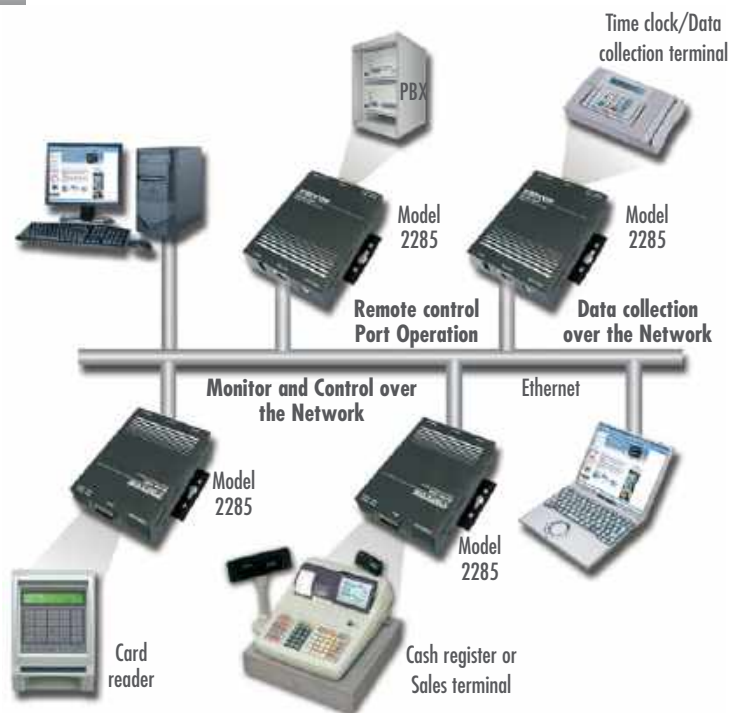 Time clock/Data
collection terminal
PBX
Model
2285
Model
2285
Remote control
Port Operation
Data collection
over the Network
Monitor and Control over
the Network
Ethernet
Model
2285
Model
2285
Card
reader
Cash register or
Sales terminal